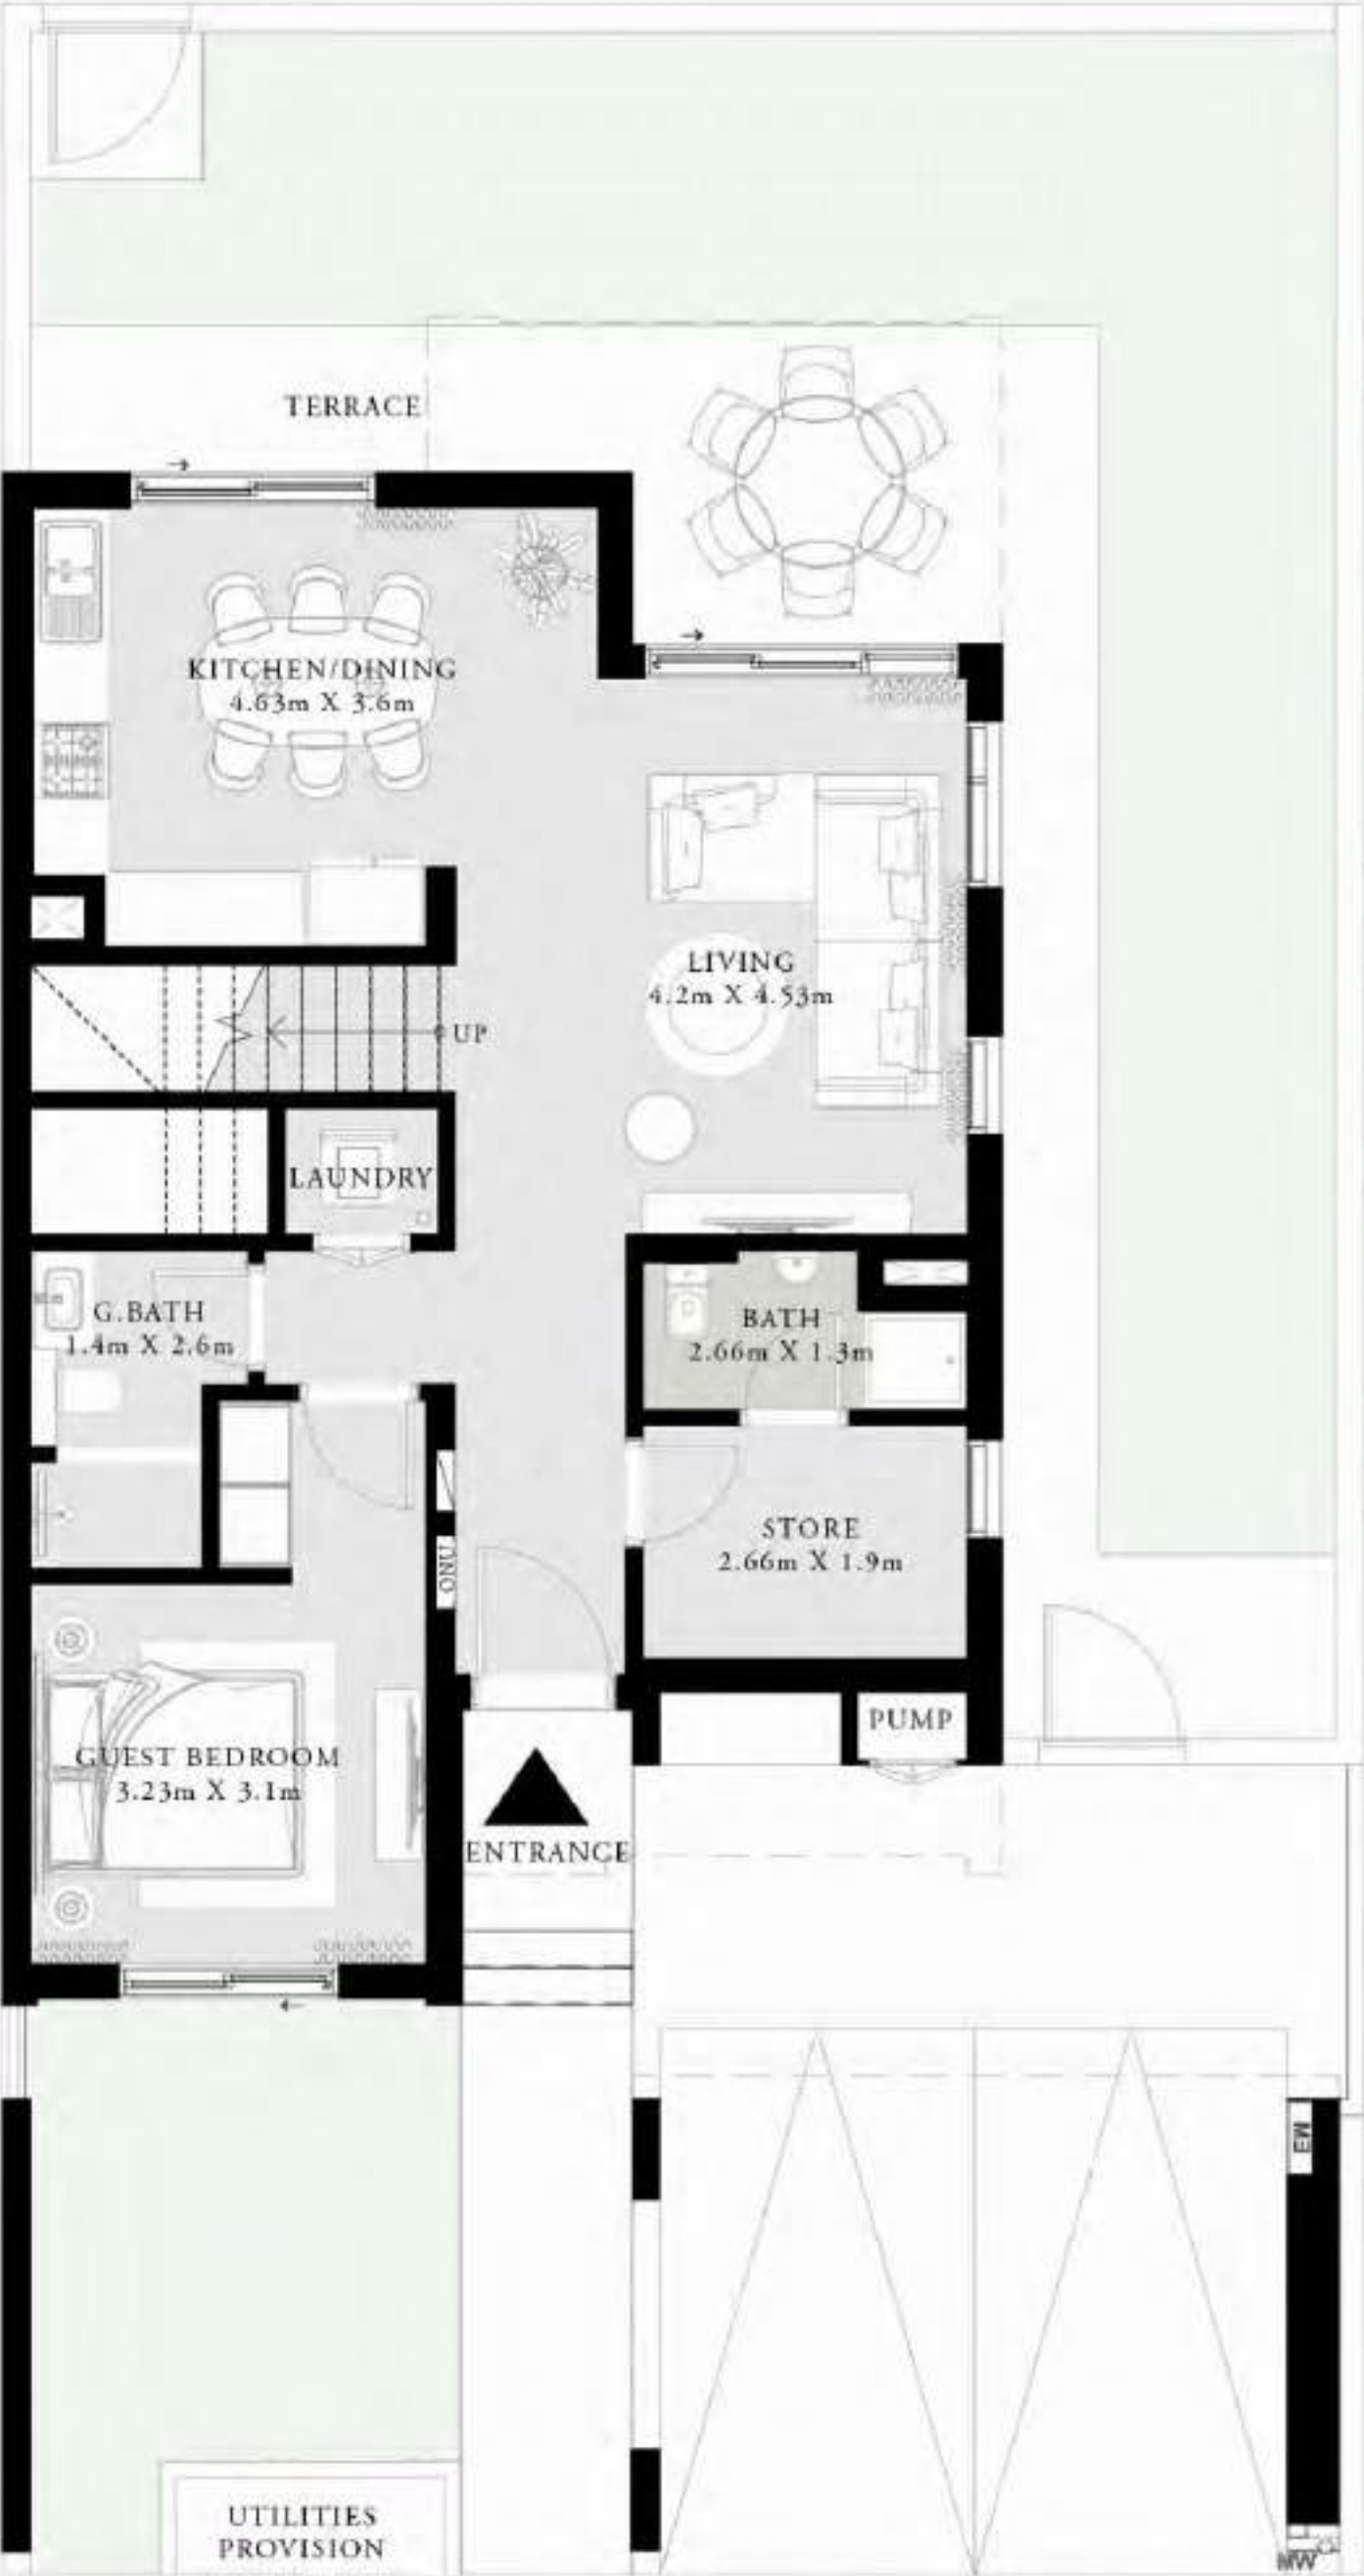 TERRACE
KITCHEN/DINING
4.63m X 3.6m
LIVING
4.2m X 4.53m
UP
LAUNDRY
G.BATH
1.4m X 2.6m
BATH
2.66m X 1.3m
STORE
2.66m X 1.9m
ONU
PUMP
GUEST BEDROOM
3.23m X 3.1m
ENTRANCE
EM
UTILITIES
PROVISION
MW